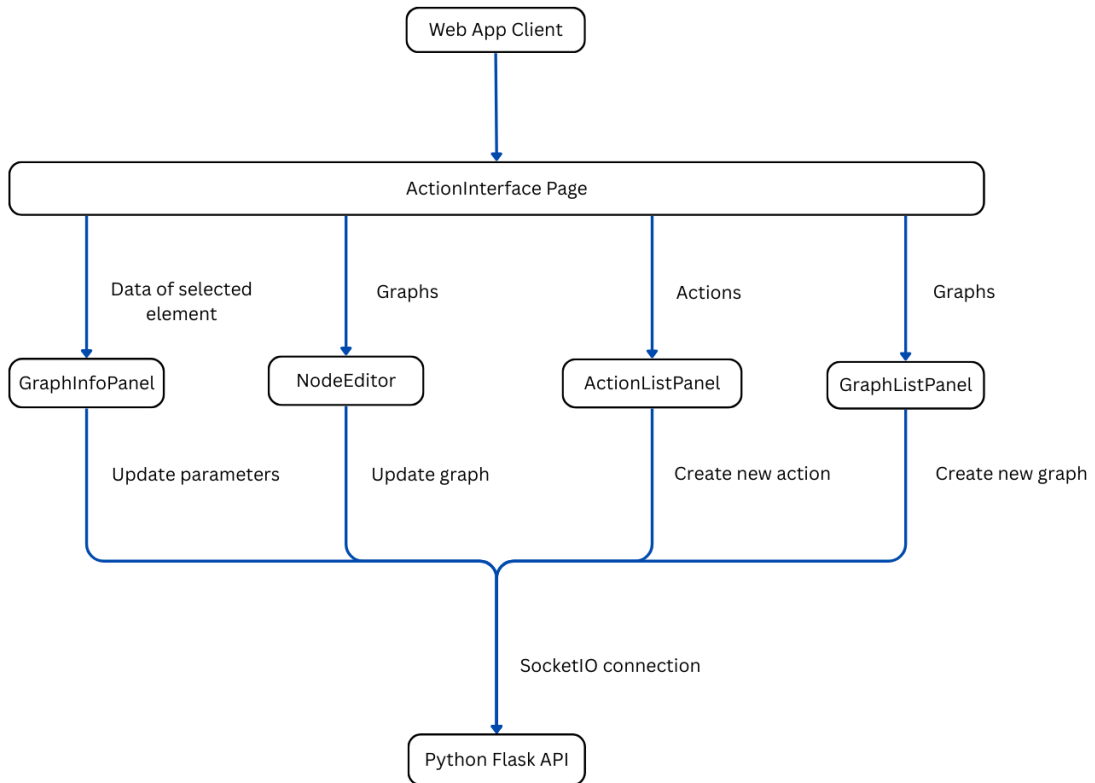 Web App Client
ActionInterface Page
Data of selected
element
Graphs
Actions
Graphs
GraphInfoPanel
NodeEditor
ActionListPanel
GraphListPanel
Update parameters
Update graph
Create new action
Create new graph
SocketIO connection
Python Flask API